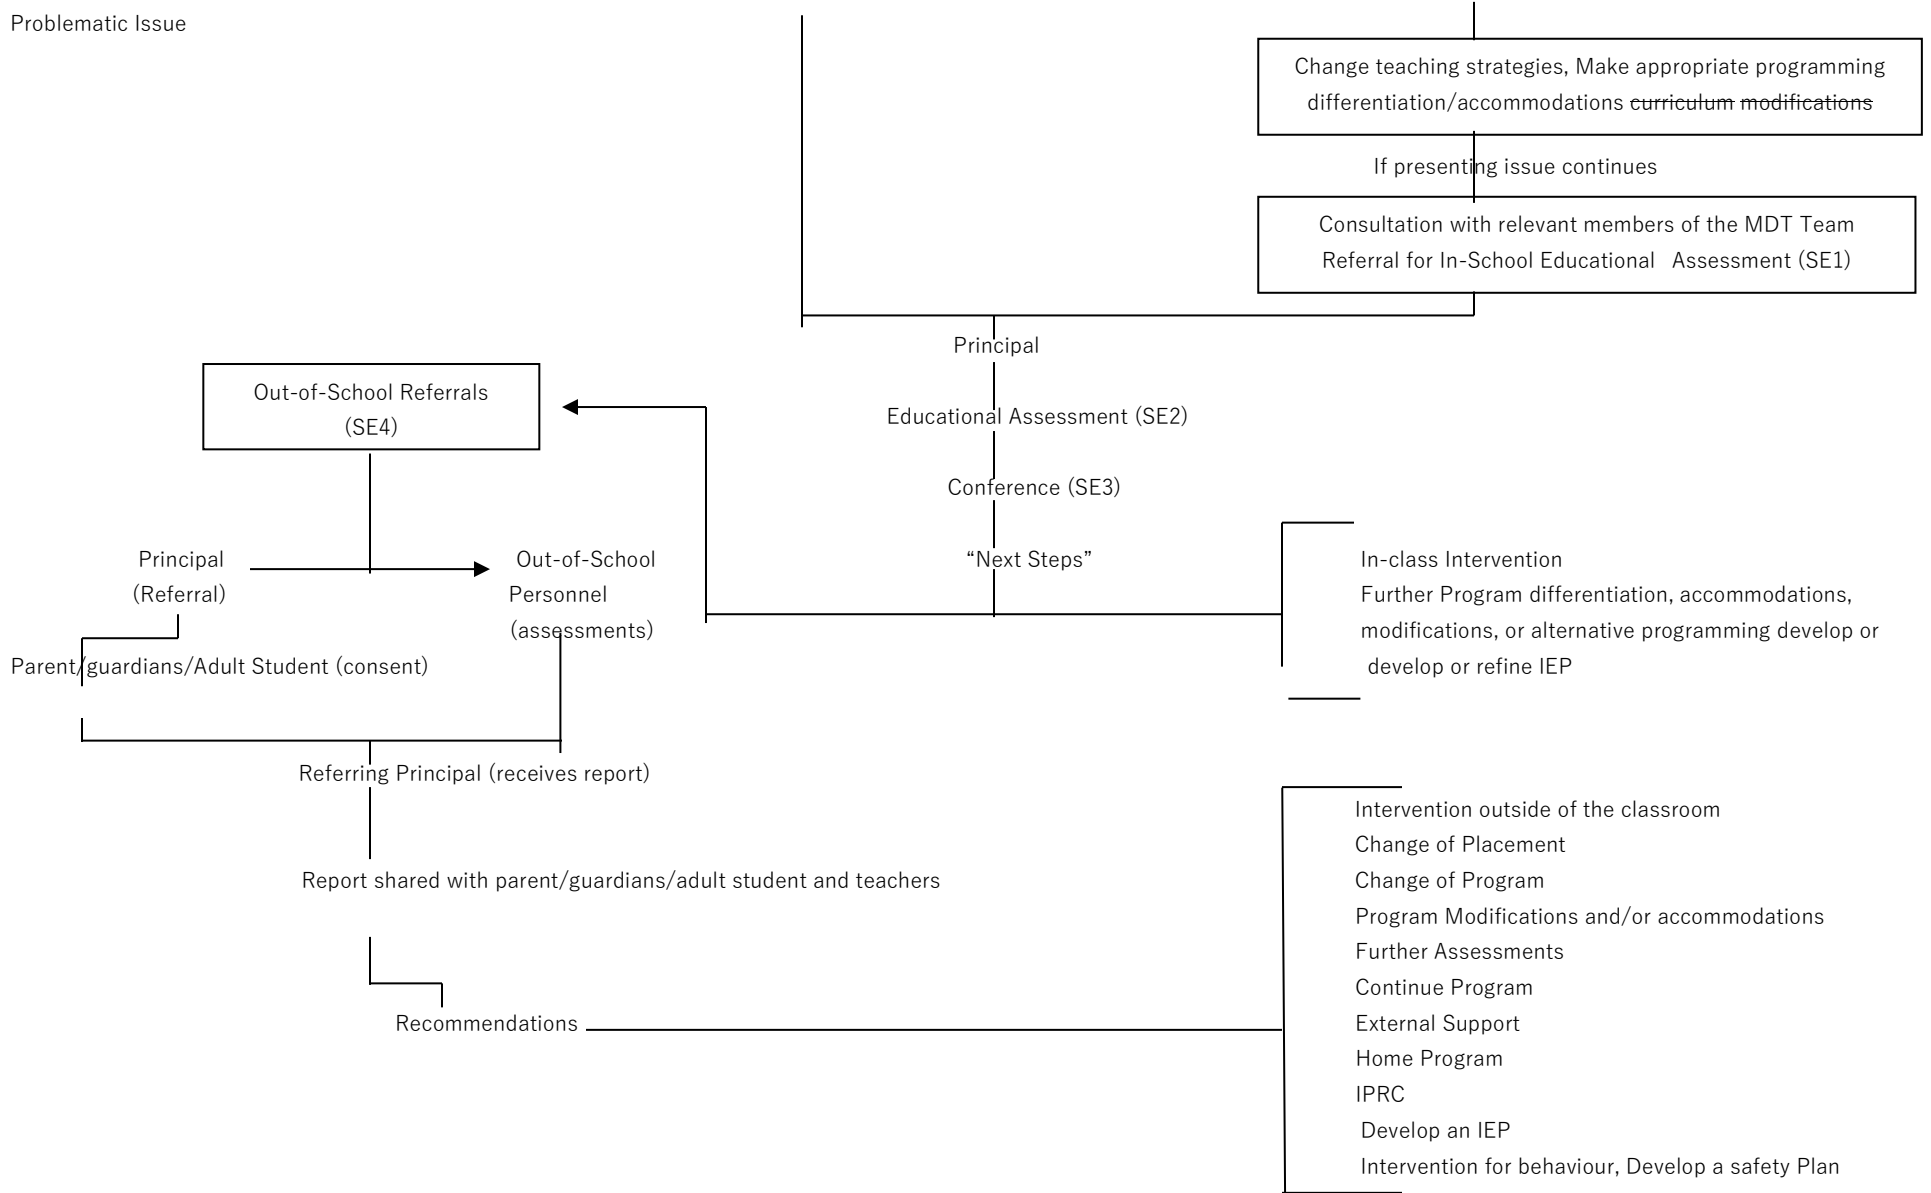 Problematic Issue
Change teaching strategies, Make appropriate programming
differentiation/accommodations curriculum modifications
If presenting issue continues
Consultation with relevant members of the MDT Team
Referral for In-School Educational Assessment (SE1)
Principal
Out-of-School Referrals
(SE4)
Educational Assessment (SE2)
Conference (SE3)
"Next Steps"
Principal
(Referral)
Out-of-School
Personnel
(assessments)
Parent/guardians/Adult Student (consent)
In-class Intervention
Further Program differentiation, accommodations,
modifications, or alternative programming develop or
develop or refine IEP
Referring Principal (receives report)
Report shared with parent/guardians/adult student and teachers
Recommendations
Intervention outside of the classroom
Change of Placement
Change of Program
Program Modifications and/or accommodations
Further Assessments
Continue Program
External Support
Home Program
IPRC
Develop an IEP
Intervention for behaviour, Develop a safety Plan